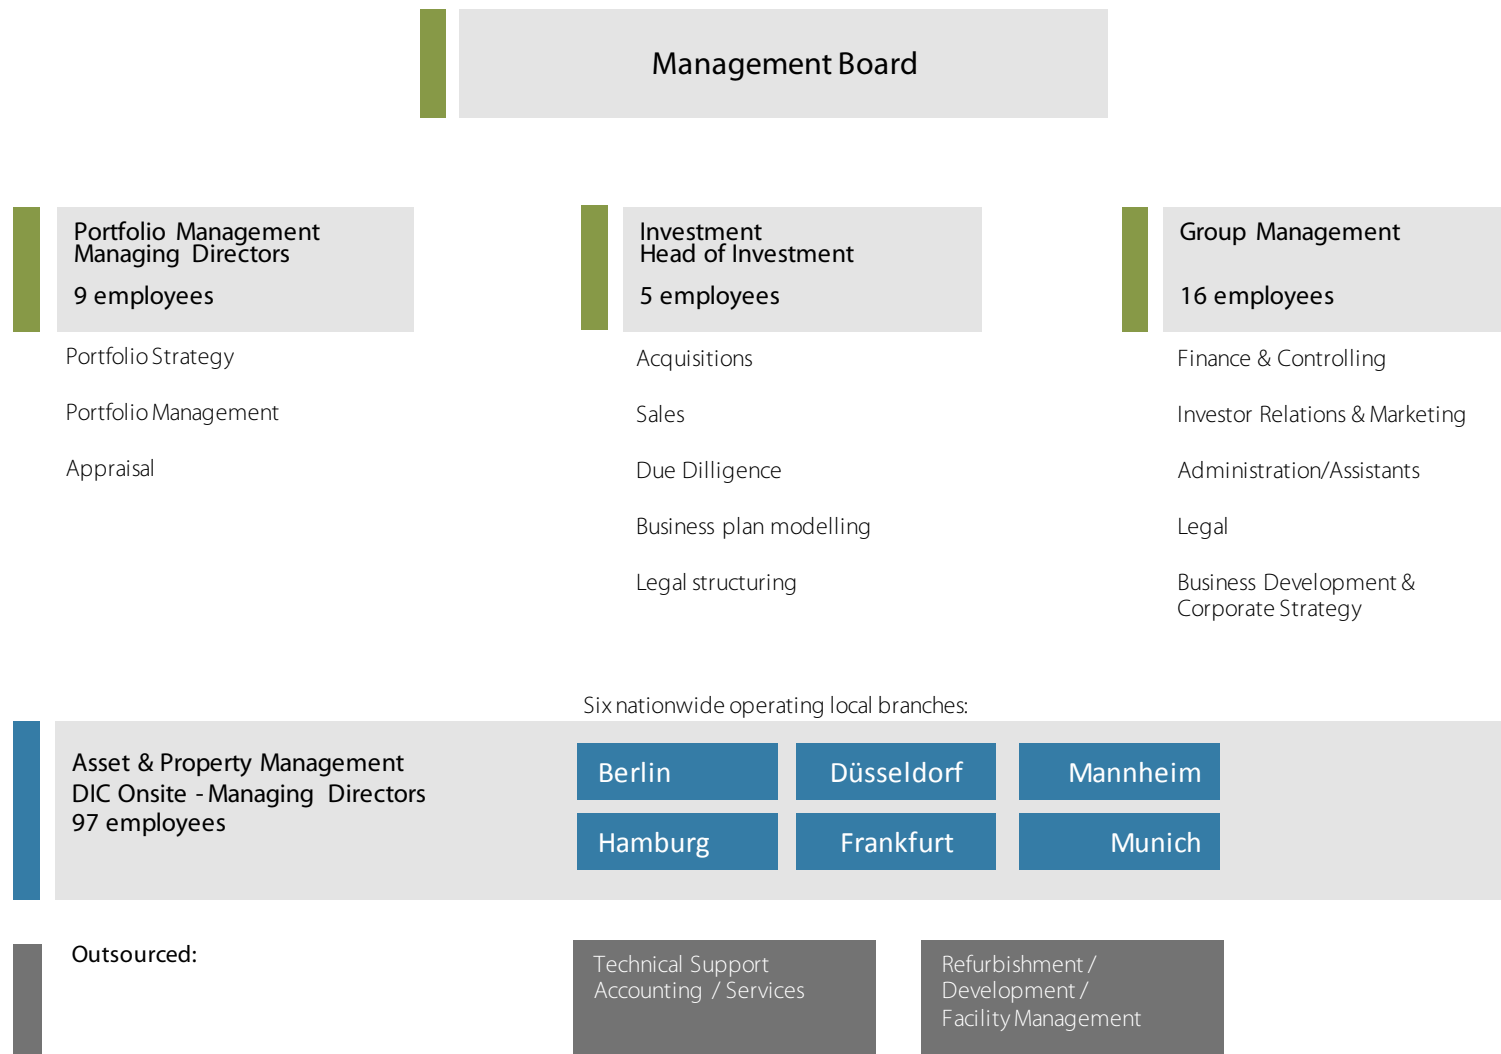 Management Board
Portfolio Management
Managing Directors
9 employees
Portfolio Strategy
Portfolio Management
Appraisal
Investment
Head of Investment
5 employees
Acquisitions
Sales
Due Dilligence
Business plan modelling
Legal structuring
Group Management
16 employees
Finance & Controlling
Investor Relations & Marketing
Administration/Assistants
Legal
Business Development &
Corporate Strategy
Six nationwide operating local branches:
Asset & Property Management
DIC Onsite - Managing Directors
97 employees
Berlin
Düsseldorf
Mannheim
Hamburg
Frankfurt
Munich
Outsourced:
Technical Support
Accounting / Services
Refurbishment /
Development /
Facility Management